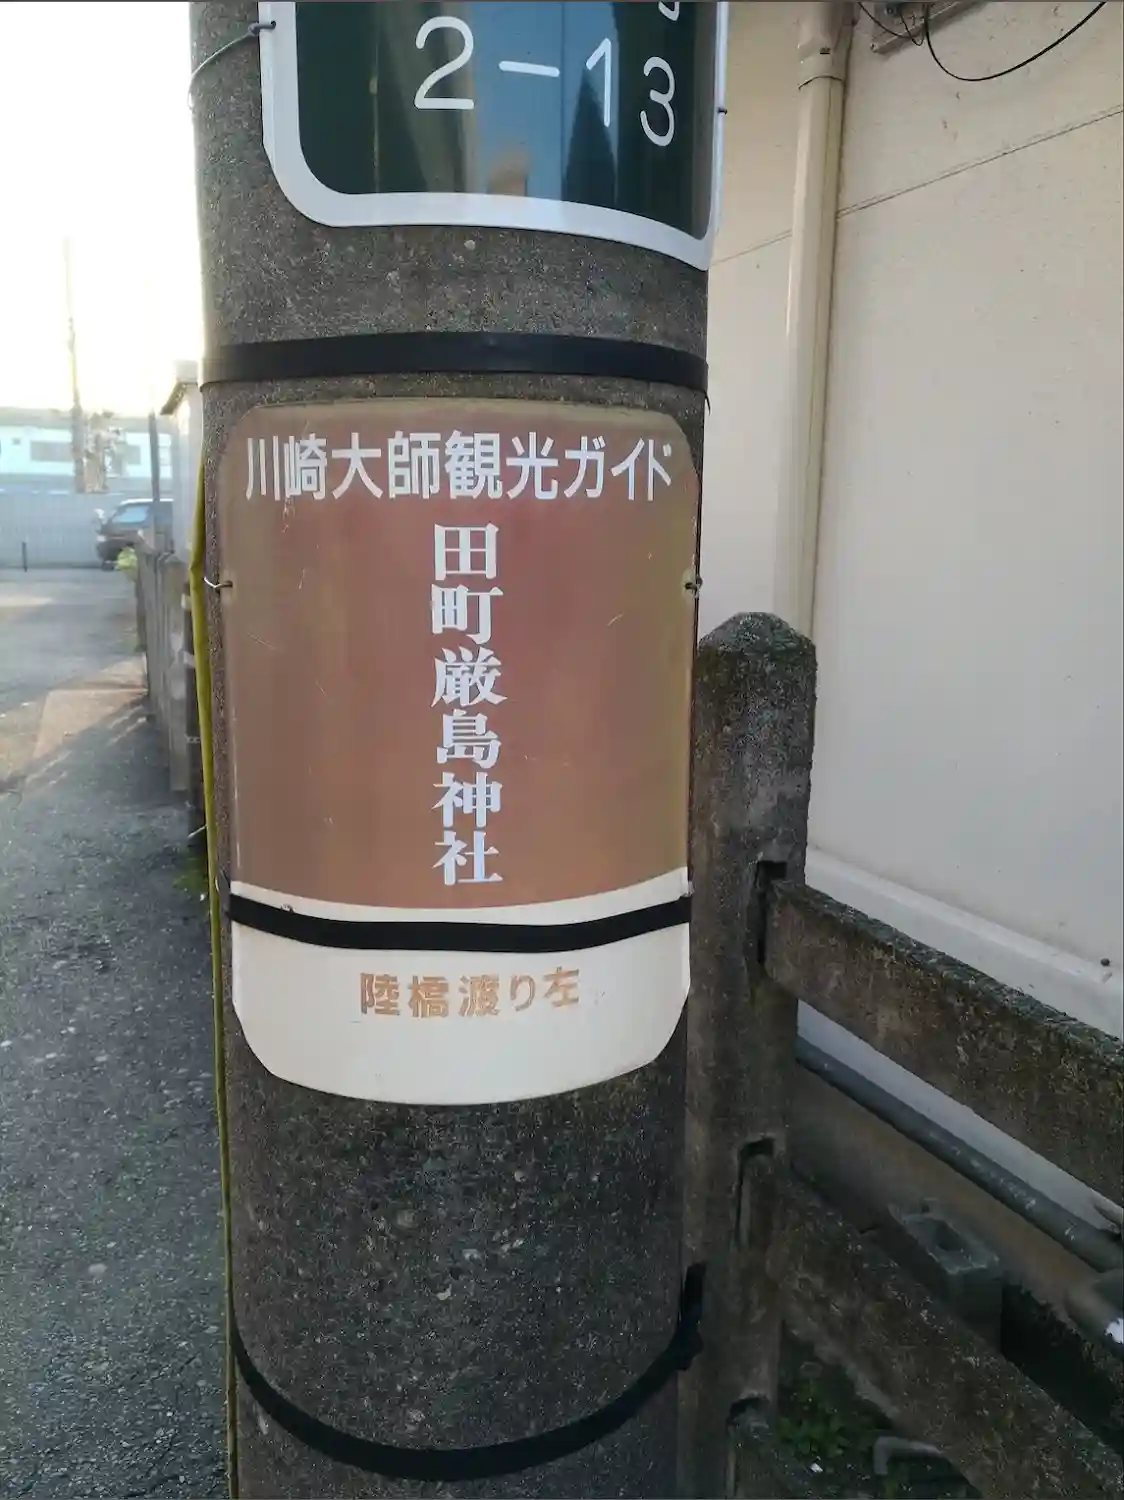 2-13
川崎大師観光ガイド
田町厳島神社
陸橋渡り左